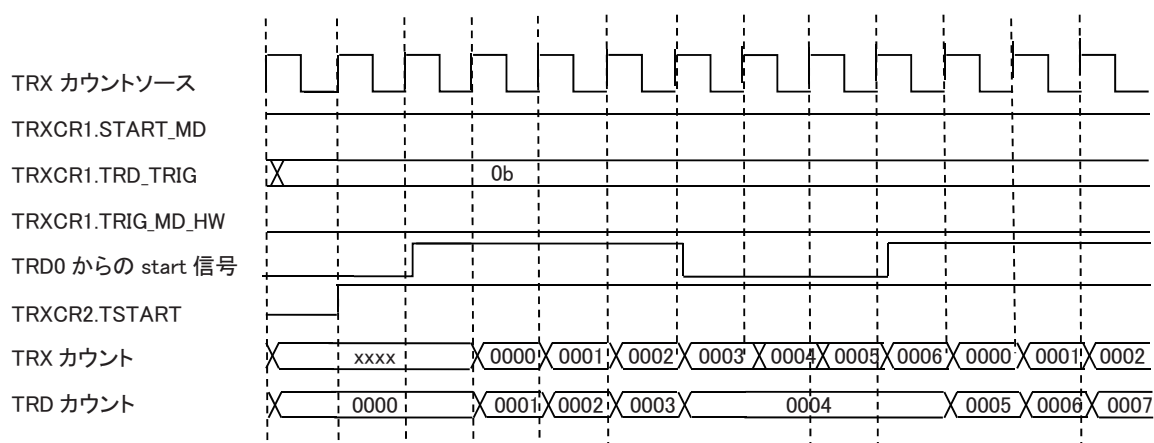 TRX カウントソース
TRXCR1.START_MD
TRXCR1.TRD_TRIG 0b
TRXCR1.TRIG_MD_HW
TRD0 からの start 信号
TRXCR2.TSTART
TRX カウント xxxx 0000 0001 0002 0003 0004 0005 0006 0000 0001 0002
TRD カウント 0000 0001 0002 0003 0004 0005 0006 0007